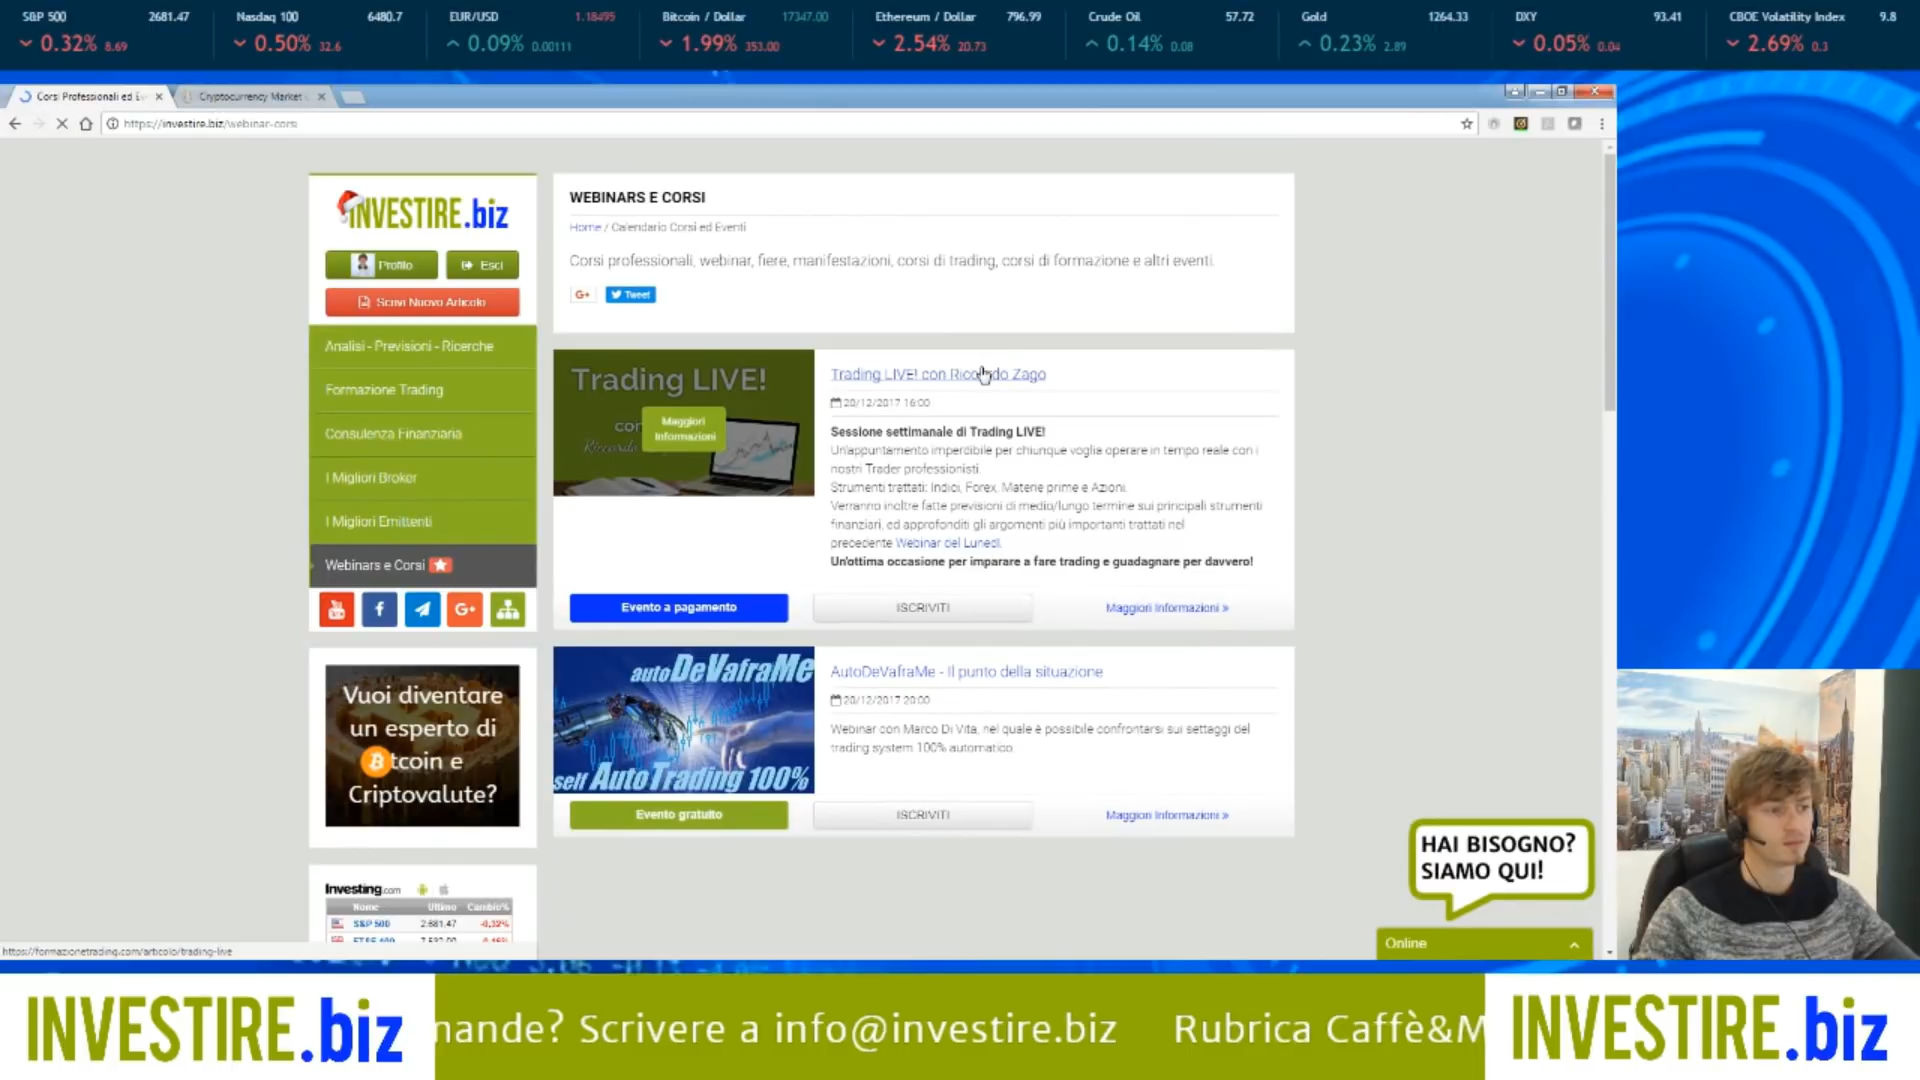 S&P 500 2681.47
0.32% 8.69
Nasdaq 100 6480.7
0.50% 32.6
EUR/USD 1.18495
0.09% 0.00111
Bitcoin / Dollar 17347.00
1.99% 353.00
Ethereum / Dollar 796.99
2.54% 20.73
Crude Oil 57.72
0.14% 0.08
Gold 1264.33
0.23% 2.89
DXY 93.41
0.05% 0.04
CBOE Volatility Index 9.8
2.69% 0.3
Corsi Professionali ed E
Cryptocurrency Market
https://investire.biz/webinar-corsi
INVESTIRE.biz
Profilo
Esci
Scrivi Nuovo Articolo
Analisi - Previsioni - Ricerche
Formazione Trading
Consulenza Finanziaria
I Migliori Broker
I Migliori Emittenti
Webinars e Corsi
You
G+
Vuoi diventare
un esperto di
Bitcoin e
Criptovalute?
Investing.com
Nome Ultimo Cambio%
S&P 500 2.681,47 -0,32%
WEBINARS E CORSI
Home / Calendario Corsi ed Eventi
Corsi professionali, webinar, fiere, manifestazioni, corsi di trading, corsi di formazione e altri eventi.
G+
Tweet
Trading LIVE!
con
Riccardo
Maggiori
Informazioni
Trading LIVE! con Riccardo Zago
20/12/2017 16:00
Sessione settimanale di Trading LIVE!
Un'appuntamento imperdibile per chiunque voglia operare in tempo reale con i
nostri Trader professionisti.
Strumenti trattati: Indici, Forex, Materie prime e Azioni.
Verranno inoltre fatte previsioni di medio/lungo termine sui principali strumenti
finanziari, ed approfonditi gli argomenti più importanti trattati nel
precedente Webinar del Lunedì.
Un'ottima occasione per imparare a fare trading e guadagnare per davvero!
Evento a pagamento
ISCRIVITI
Maggiori Informazioni »
autoDeVafraMe
self AutoTrading 100%
AutoDeVafraMe - Il punto della situazione
20/12/2017 20:00
Webinar con Marco Di Vita, nel quale è possibile confrontarsi sui settaggi del
trading system 100% automatico.
Evento gratuito
ISCRIVITI
Maggiori Informazioni »
HAI BISOGNO?
SIAMO QUI!
Online
https://formazionetrading.com/articolo/trading-live
INVESTIRE.biz
mande? Scrivere a info@investire.biz Rubrica Caffè&M
INVESTIRE.biz